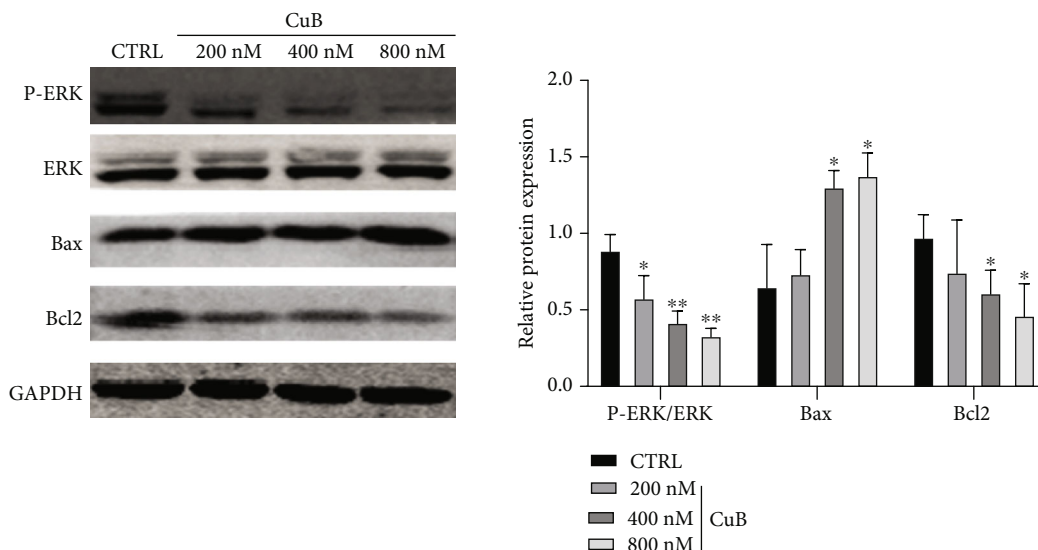 CuB
CTRL 200 nM 400 nM 800 nM
P-ERK
ERK
Bax
Bcl2
GAPDH
Relative protein expression
2.0
1.5
1.0
0.5
0.0
* ** **
* *
* *
P-ERK/ERK Bax Bcl2
CTRL
200 nM
400 nM
800 nM
CuB